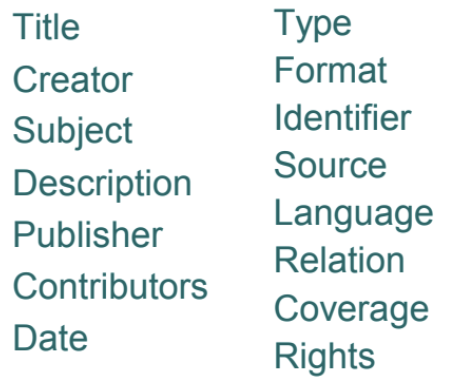 Title
Creator
Subject
Description
Publisher
Contributors
Date
Type
Format
Identifier
Source
Language
Relation
Coverage
Rights